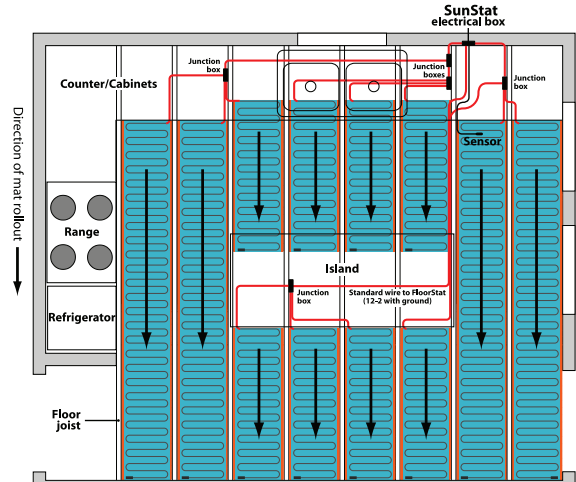 SunStat
electrical box
Junction
box
Junction
boxes
Junction
box
Counter/Cabinets
Sensor
Direction of mat rollout
Range
Island
Junction
box
Standard wire to FloorStat
(12-2 with ground)
Refrigerator
Floor
joist